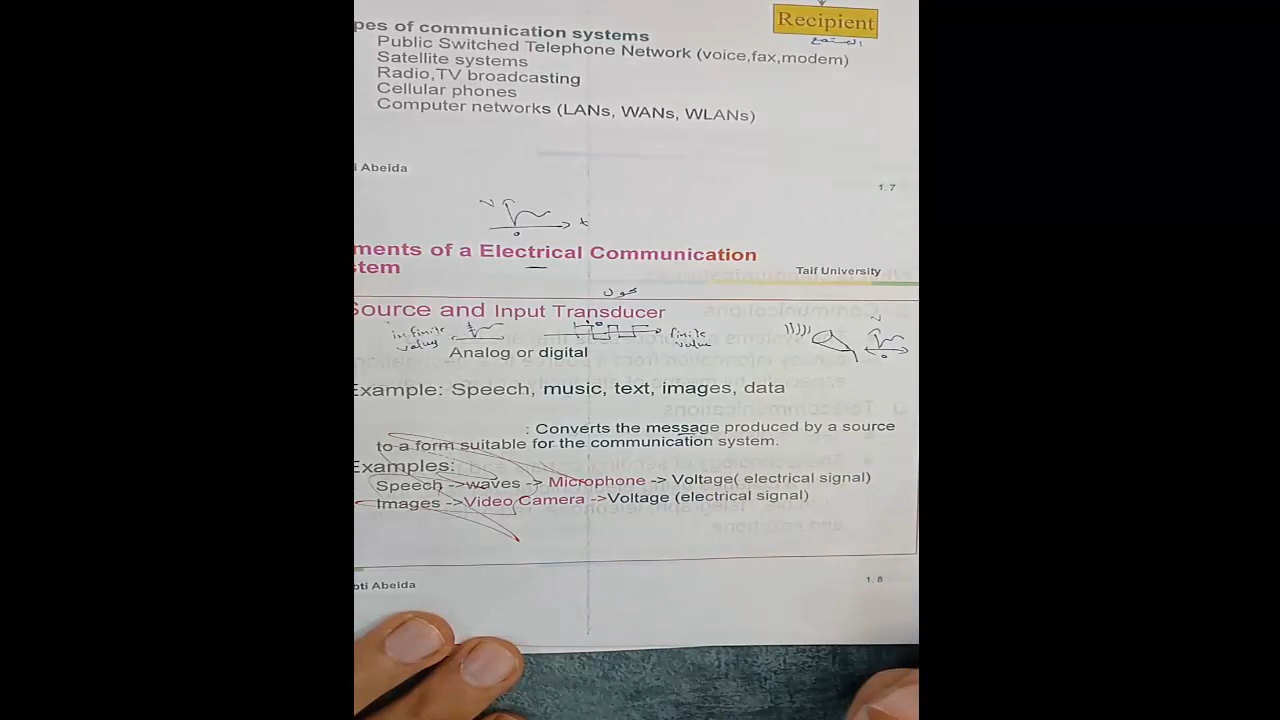 Recipient
المستمع
pes of communication systems
Public Switched Telephone Network (voice,fax,modem)
Satellite systems
Radio,TV broadcasting
Cellular phones
Computer networks (LANs, WANs, WLANs)
i Abeida
1.7
V
t
0
ments of a Electrical Communication
stem
Taif University
محول
Source and Input Transducer
infinite
value
finite
value
V
Analog or digital
Example: Speech, music, text, images, data
: Converts the message produced by a source
to a form suitable for the communication system.
Examples:
Speech ->waves -> Microphone -> Voltage( electrical signal)
Images ->Video Camera ->Voltage (electrical signal)
oti Abeida
1.8